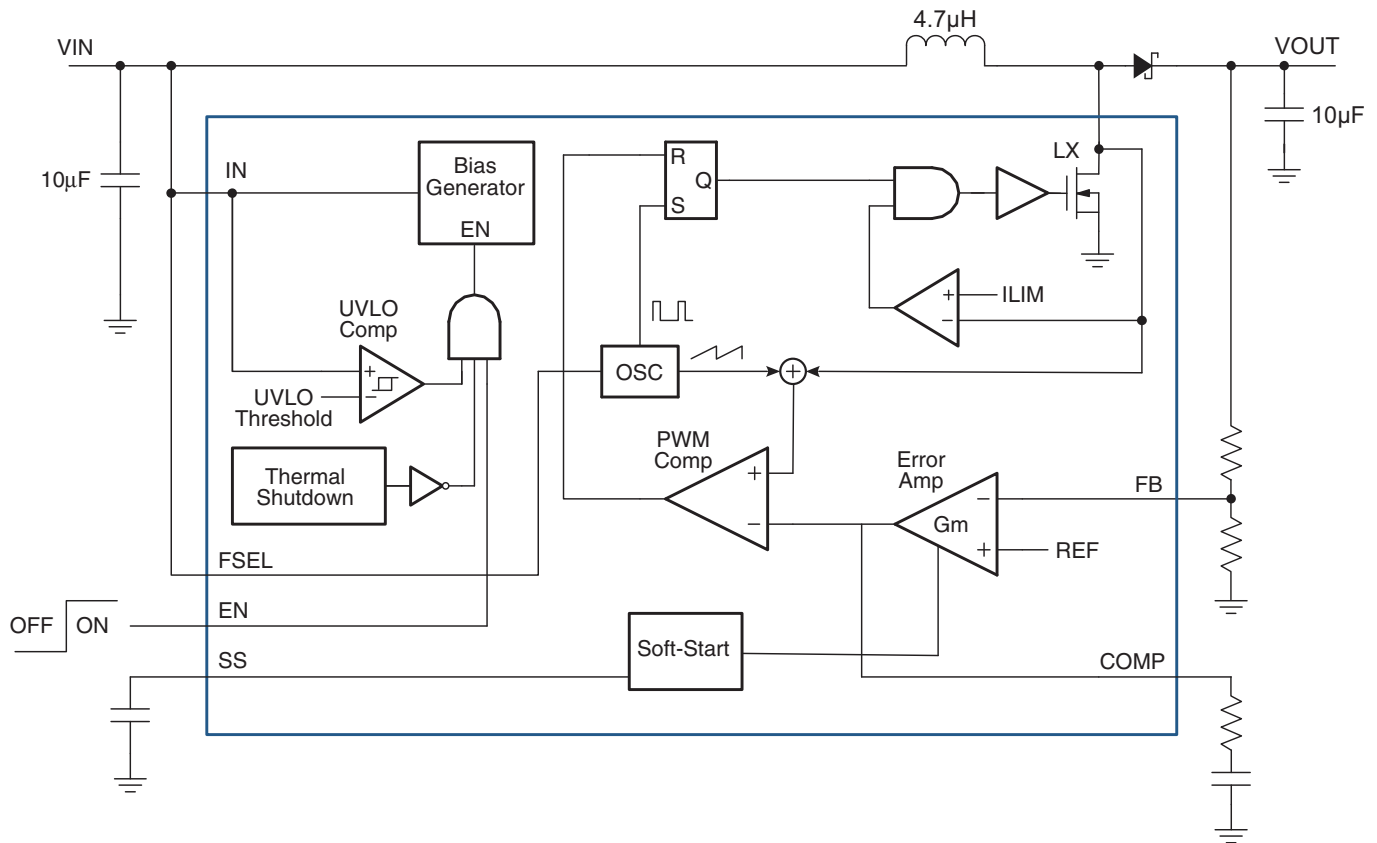 4.7µH
VIN
VOUT
10µF
10µF
IN
Bias
Generator
EN
R
Q
S
LX
UVLO
Comp
+
−
UVLO
Threshold
+
−
ILIM
OSC
+
Thermal
Shutdown
PWM
Comp
+
−
Error
Amp
−
Gm
+
FB
REF
FSEL
OFF
ON
EN
SS
Soft-Start
COMP